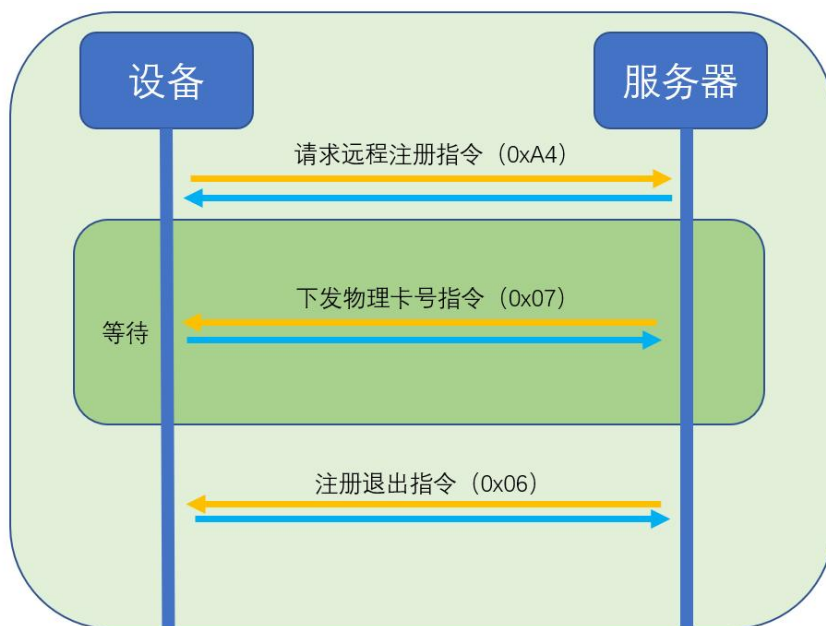 设备
服务器
请求远程注册指令（0xA4）
下发物理卡号指令（0x07）
等待
注册退出指令（0x06）